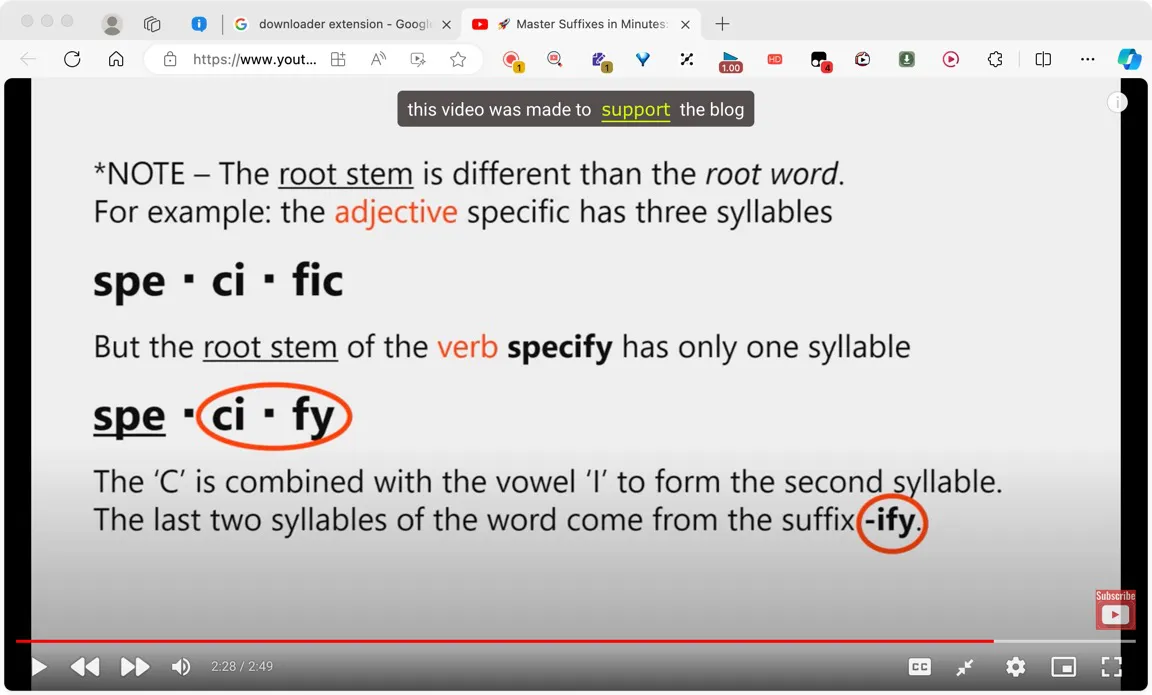 downloader extension - Googl
🚀 Master Suffixes in Minutes:
https://www.yout...
1
1
1.00
HD
4
this video was made to support the blog
*NOTE – The root stem is different than the root word.
For example: the adjective specific has three syllables
spe · ci · fic
But the root stem of the verb specify has only one syllable
spe · ci · fy
The ‘C’ is combined with the vowel ‘I’ to form the second syllable.
The last two syllables of the word come from the suffix -ify.
Subscribe
2:28 / 2:49
CC